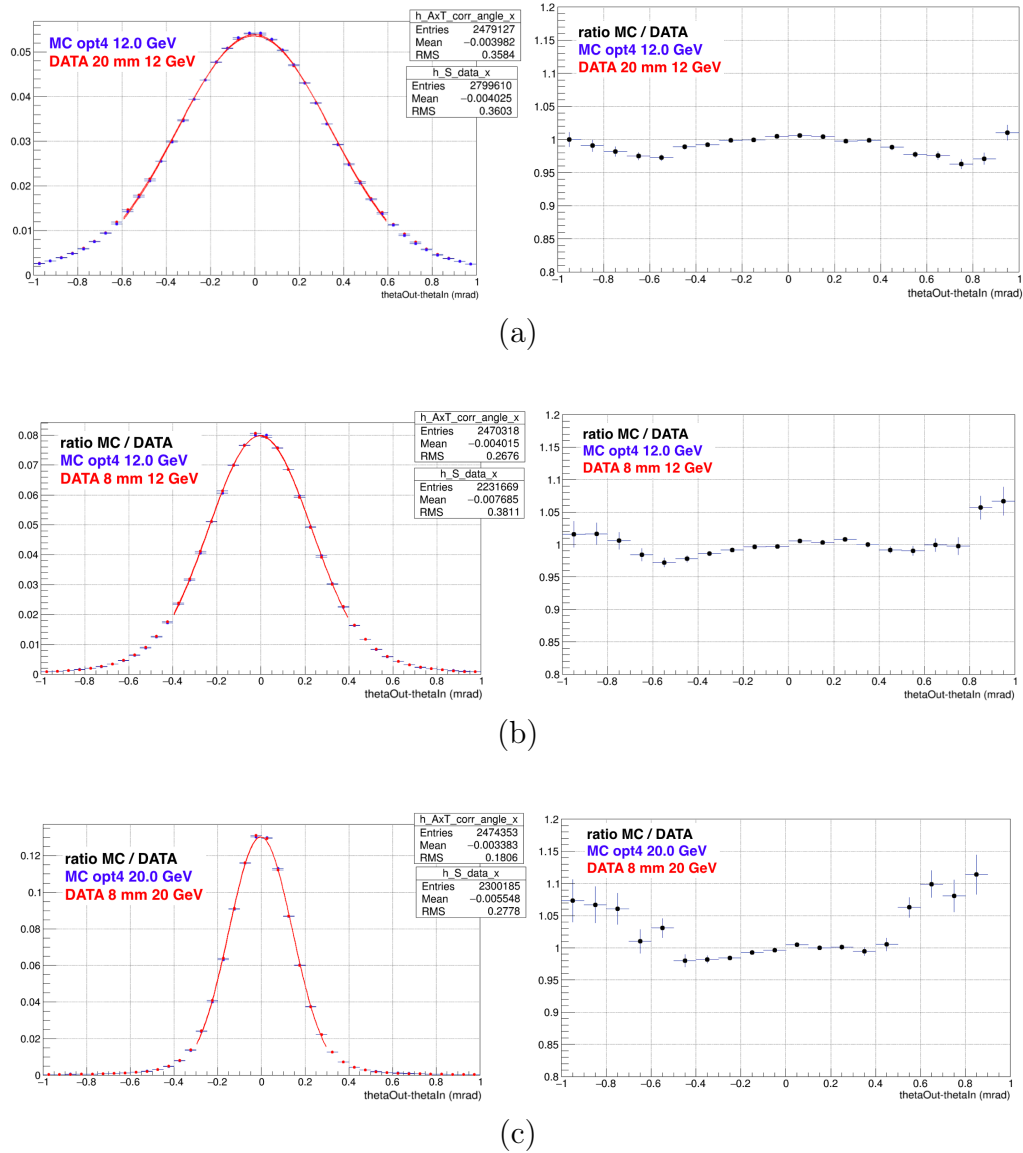 MC opt4 12.0 GeV
DATA 20 mm 12 GeV
h_AxT_corr_angle_x
Entries 2479127
Mean −0.003982
RMS 0.3584
h_S_data_x
Entries 2799610
Mean −0.004025
RMS 0.3603
0.05
0.04
0.03
0.02
0.01
0
−1 −0.8 −0.6 −0.4 −0.2 0 0.2 0.4 0.6 0.8 1
thetaOut-thetaIn (mrad)
ratio MC / DATA
MC opt4 12.0 GeV
DATA 20 mm 12 GeV
1.2
1.15
1.1
1.05
1
0.95
0.9
0.85
0.8
−1 −0.8 −0.6 −0.4 −0.2 0 0.2 0.4 0.6 0.8 1
thetaOut-thetaIn (mrad)
(a)
ratio MC / DATA
MC opt4 12.0 GeV
DATA 8 mm 12 GeV
h_AxT_corr_angle_x
Entries 2470318
Mean −0.004015
RMS 0.2676
h_S_data_x
Entries 2231669
Mean −0.007685
RMS 0.3811
0.08
0.07
0.06
0.05
0.04
0.03
0.02
0.01
0
−1 −0.8 −0.6 −0.4 −0.2 0 0.2 0.4 0.6 0.8 1
thetaOut-thetaIn (mrad)
ratio MC / DATA
MC opt4 12.0 GeV
DATA 8 mm 12 GeV
1.2
1.15
1.1
1.05
1
0.95
0.9
0.85
0.8
−1 −0.8 −0.6 −0.4 −0.2 0 0.2 0.4 0.6 0.8 1
thetaOut-thetaIn (mrad)
(b)
ratio MC / DATA
MC opt4 20.0 GeV
DATA 8 mm 20 GeV
h_AxT_corr_angle_x
Entries 2474353
Mean −0.003383
RMS 0.1806
h_S_data_x
Entries 2300185
Mean −0.005548
RMS 0.2778
0.12
0.1
0.08
0.06
0.04
0.02
0
−1 −0.8 −0.6 −0.4 −0.2 0 0.2 0.4 0.6 0.8 1
thetaOut-thetaIn (mrad)
ratio MC / DATA
MC opt4 20.0 GeV
DATA 8 mm 20 GeV
1.2
1.15
1.1
1.05
1
0.95
0.9
0.85
0.8
−1 −0.8 −0.6 −0.4 −0.2 0 0.2 0.4 0.6 0.8 1
thetaOut-thetaIn (mrad)
(c)